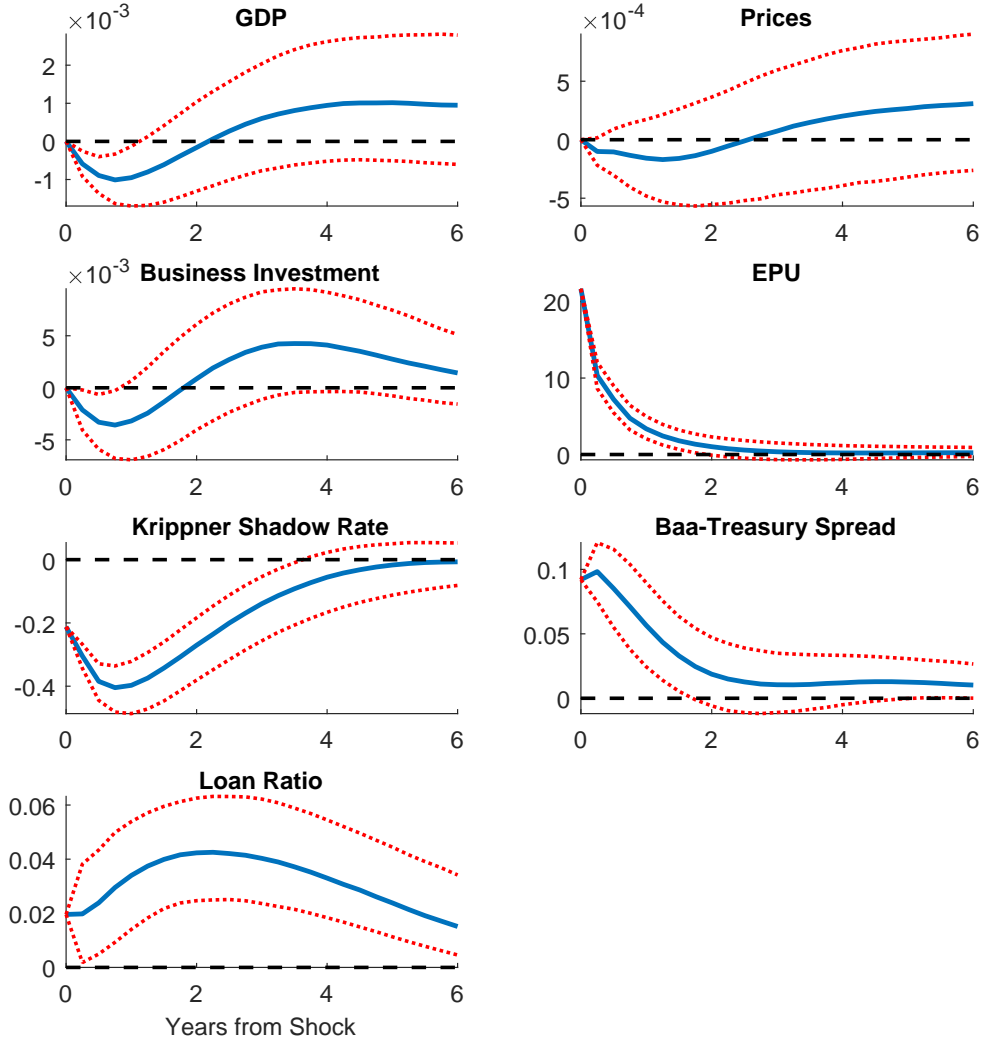 GDP
×10-3
2
1
0
-1
0 2 4 6
Prices
×10-4
5
0
-5
0 2 4 6
Business Investment
×10-3
5
0
-5
0 2 4 6
EPU
20
10
0
0 2 4 6
Krippner Shadow Rate
0
-0.2
-0.4
0 2 4 6
Baa-Treasury Spread
0.1
0.05
0
0 2 4 6
Loan Ratio
0.06
0.04
0.02
0
0 2 4 6
Years from Shock